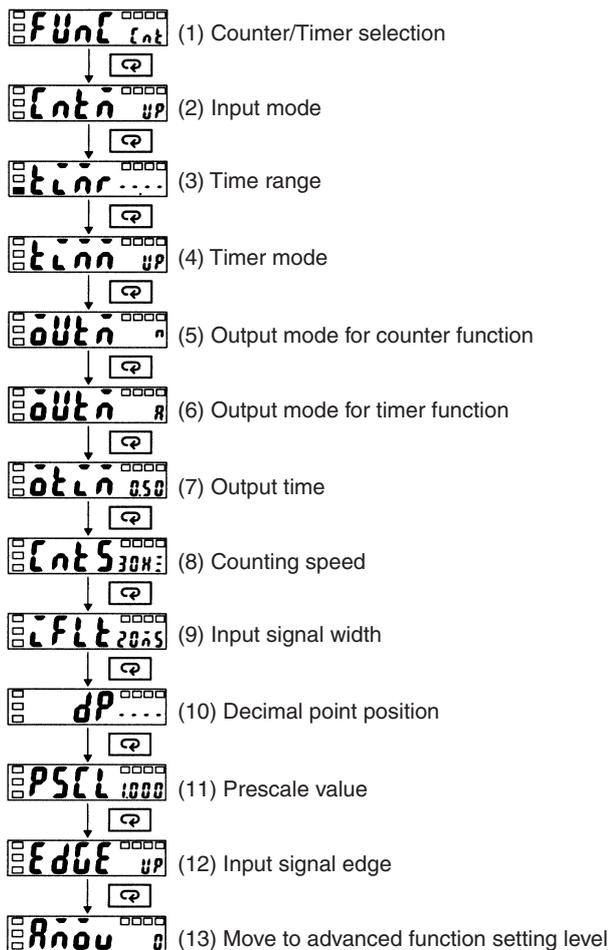 FUnC Cnt (1) Counter/Timer selection
Cntm UP (2) Input mode
timr --.-- (3) Time range
timm UP (4) Timer mode
oUtm n (5) Output mode for counter function
oUtm A (6) Output mode for timer function
otim 0.50 (7) Output time
CntS 30HZ (8) Counting speed
iFLt 20mS (9) Input signal width
dP ---- (10) Decimal point position
PSCL 1.000 (11) Prescale value
EdGE UP (12) Input signal edge
Amov 0 (13) Move to advanced function setting level